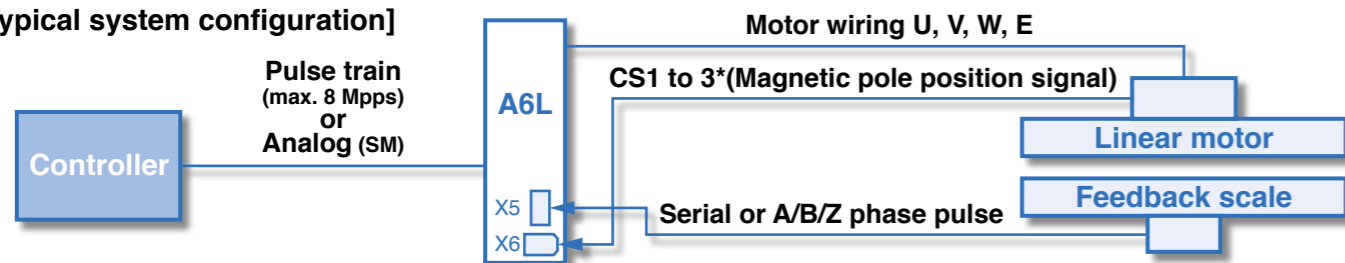 ypical system configuration]
Motor wiring U, V, W, E
Pulse train
(max. 8 Mpps)
or
Analog (SM)
CS1 to 3*(Magnetic pole position signal)
A6L
Controller
Linear motor
Feedback scale
X5
Serial or A/B/Z phase pulse
X6